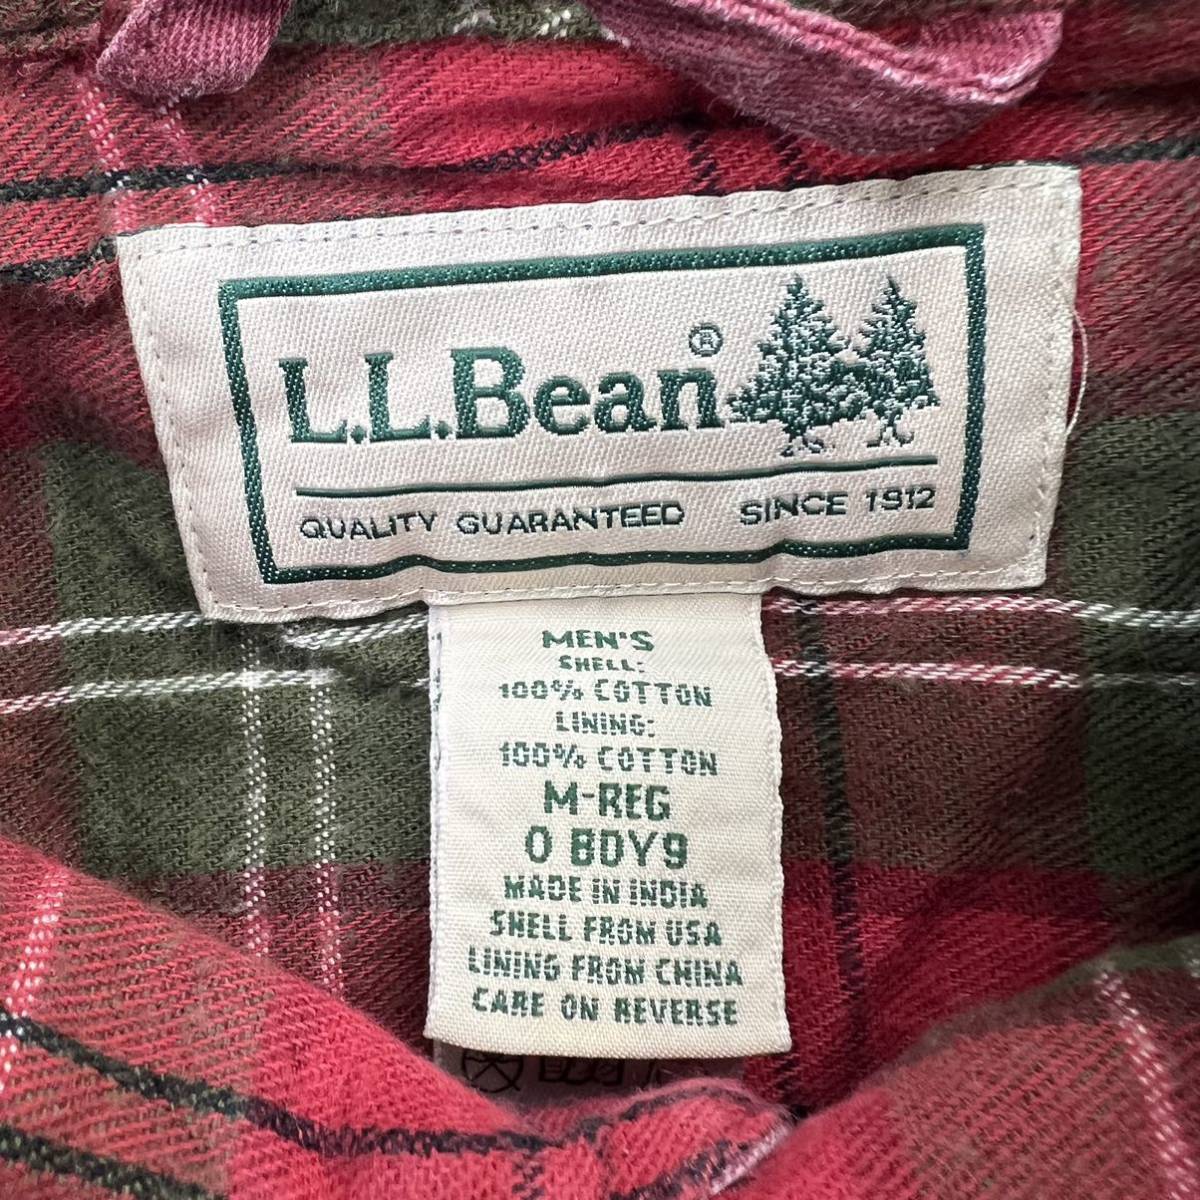 L.L.Bean®
QUALITY GUARANTEED SINCE 1912
MEN'S
SHELL:
100% COTTON
LINING:
100% COTTON
M-REG
0 BDY9
MADE IN INDIA
SHELL FROM USA
LINING FROM CHINA
CARE ON REVERSE